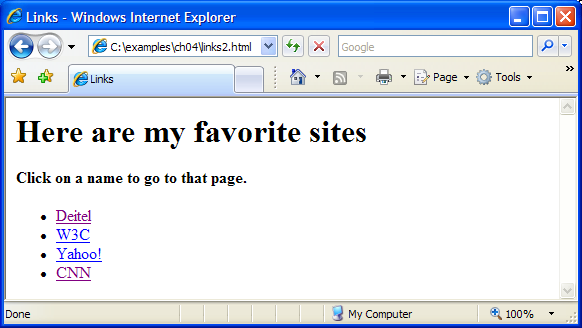 Links - Windows Internet Explorer
C:\examples\ch04\links2.html
Google
Links
Page
Tools
Here are my favorite sites
Click on a name to go to that page.
Deitel
W3C
Yahoo!
CNN
Done
My Computer
100%